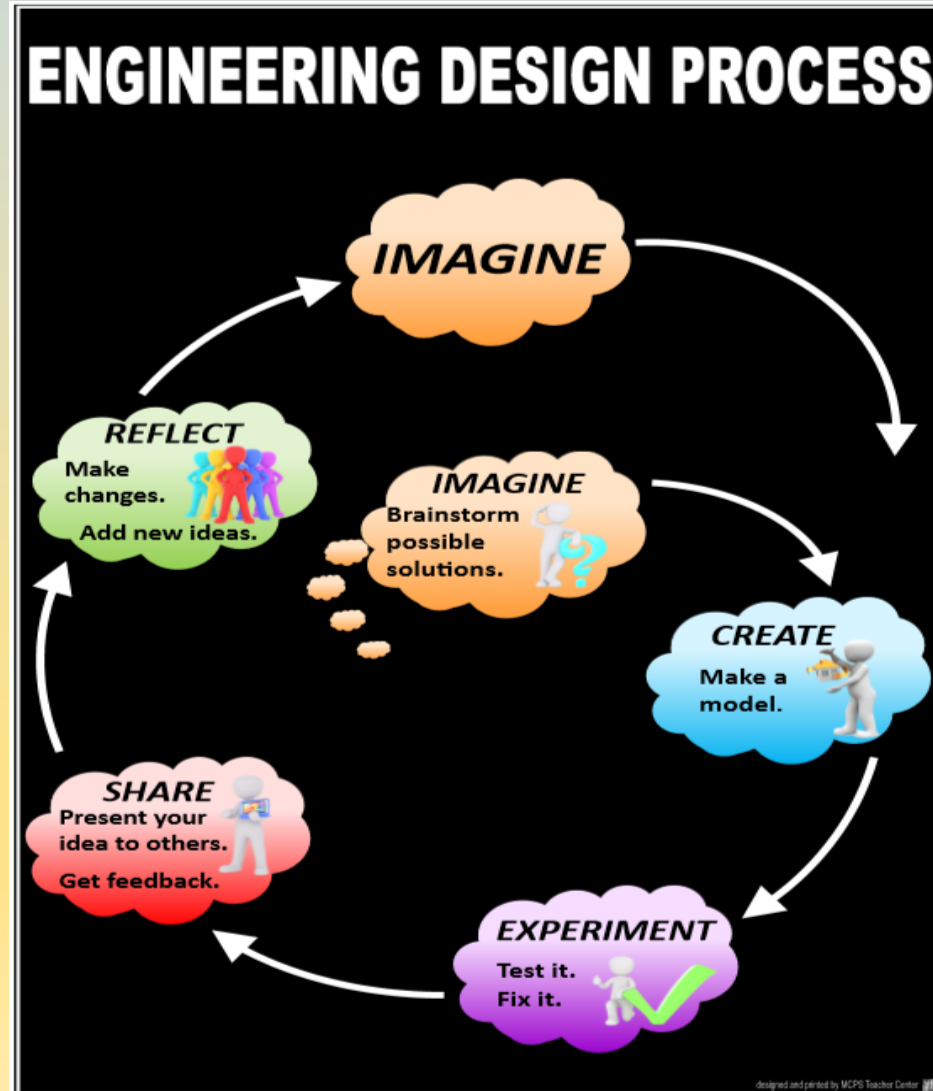 ENGINEERING DESIGN PROCESS
IMAGINE
IMAGINE
Brainstorm
possible
solutions.
?
CREATE
Make a
model.
EXPERIMENT
Test it.
Fix it.
SHARE
Present your
idea to others.
Get feedback.
REFLECT
Make
changes.
Add new ideas.
designed and printed by MCPS Teacher Center